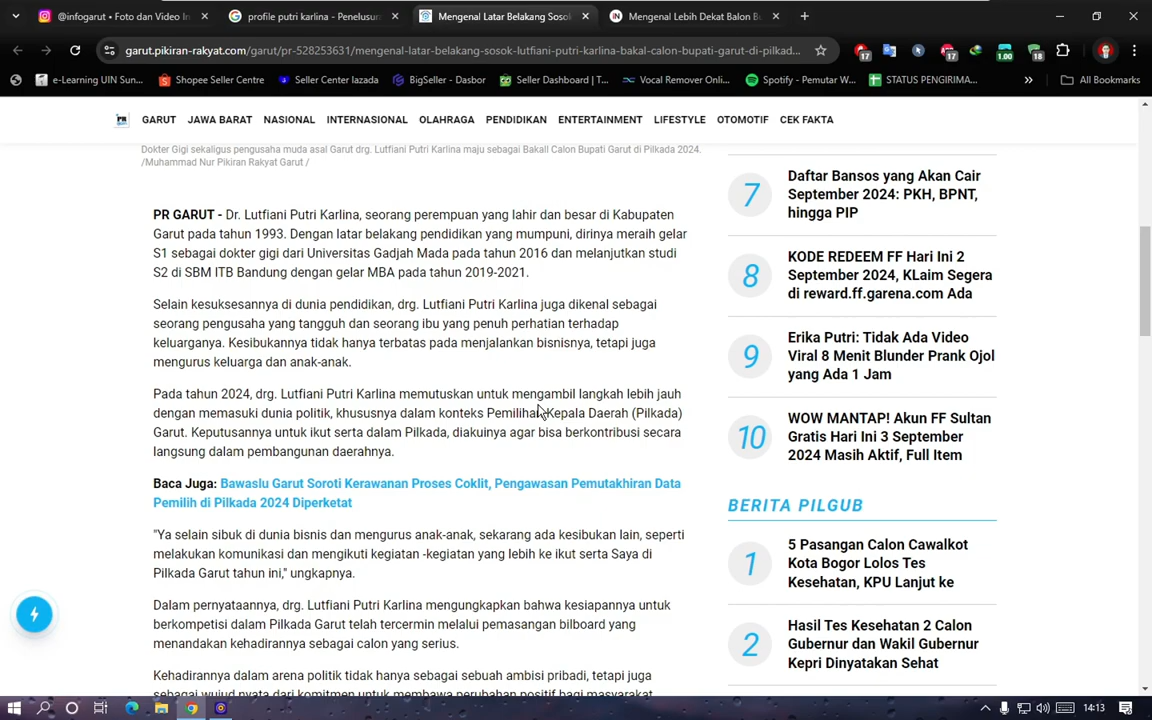 @infogarut • Foto dan Video In
profile putri karlina - Penelusur
Mengenal Latar Belakang Soso
Mengenal Lebih Dekat Balon B
garut.pikiran-rakyat.com/garut/pr-528253631/mengenal-latar-belakang-sosok-lutfiani-putri-karlina-bakal-calon-bupati-garut-di-pilkad...
17
17
1.00
18
e-Learning UIN Sun...
Shopee Seller Centre
Seller Center lazada
BigSeller - Dasbor
Seller Dashboard | T...
Vocal Remover Onli...
Spotify - Pemutar W...
STATUS PENGIRIMA...
»
All Bookmarks
PR
GARUT JAWA BARAT NASIONAL INTERNASIONAL OLAHRAGA PENDIDIKAN ENTERTAINMENT LIFESTYLE OTOMOTIF CEK FAKTA
Dokter Gigi sekaligus pengusaha muda asal Garut drg. Lutfiani Putri Karlina maju sebagai Bakall Calon Bupati Garut di Pilkada 2024.
/Muhammad Nur Pikiran Rakyat Garut /
PR GARUT - Dr. Lutfiani Putri Karlina, seorang perempuan yang lahir dan besar di Kabupaten
Garut pada tahun 1993. Dengan latar belakang pendidikan yang mumpuni, dirinya meraih gelar
S1 sebagai dokter gigi dari Universitas Gadjah Mada pada tahun 2016 dan melanjutkan studi
S2 di SBM ITB Bandung dengan gelar MBA pada tahun 2019-2021.
Selain kesuksesannya di dunia pendidikan, drg. Lutfiani Putri Karlina juga dikenal sebagai
seorang pengusaha yang tangguh dan seorang ibu yang penuh perhatian terhadap
keluarganya. Kesibukannya tidak hanya terbatas pada menjalankan bisnisnya, tetapi juga
mengurus keluarga dan anak-anak.
Pada tahun 2024, drg. Lutfiani Putri Karlina memutuskan untuk mengambil langkah lebih jauh
dengan memasuki dunia politik, khususnya dalam konteks Pemilihan Kepala Daerah (Pilkada)
Garut. Keputusannya untuk ikut serta dalam Pilkada, diakuinya agar bisa berkontribusi secara
langsung dalam pembangunan daerahnya.
Baca Juga: Bawaslu Garut Soroti Kerawanan Proses Coklit, Pengawasan Pemutakhiran Data
Pemilih di Pilkada 2024 Diperketat
"Ya selain sibuk di dunia bisnis dan mengurus anak-anak, sekarang ada kesibukan lain, seperti
melakukan komunikasi dan mengikuti kegiatan -kegiatan yang lebih ke ikut serta Saya di
Pilkada Garut tahun ini," ungkapnya.
Dalam pernyataannya, drg. Lutfiani Putri Karlina mengungkapkan bahwa kesiapannya untuk
berkompetisi dalam Pilkada Garut telah tercermin melalui pemasangan bilboard yang
menandakan kehadirannya sebagai calon yang serius.
Kehadirannya dalam arena politik tidak hanya sebagai sebuah ambisi pribadi, tetapi juga
sebagai wujud nyata dari komitmen untuk membawa perubahan positif bagi masyarakat
7
Daftar Bansos yang Akan Cair
September 2024: PKH, BPNT,
hingga PIP
8
KODE REDEEM FF Hari Ini 2
September 2024, KLaim Segera
di reward.ff.garena.com Ada
9
Erika Putri: Tidak Ada Video
Viral 8 Menit Blunder Prank Ojol
yang Ada 1 Jam
10
WOW MANTAP! Akun FF Sultan
Gratis Hari Ini 3 September
2024 Masih Aktif, Full Item
BERITA PILGUB
1
5 Pasangan Calon Cawalkot
Kota Bogor Lolos Tes
Kesehatan, KPU Lanjut ke
2
Hasil Tes Kesehatan 2 Calon
Gubernur dan Wakil Gubernur
Kepri Dinyatakan Sehat
14:13